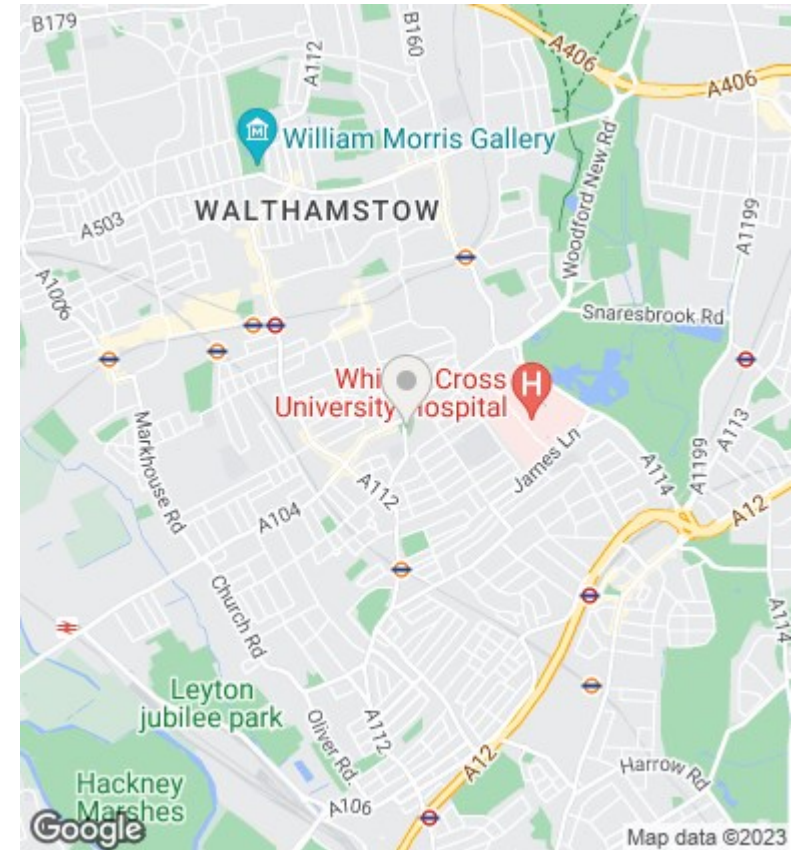 B179
A112
B160
A406
A406
William Morris Gallery
WALTHAMSTOW
A503
Woodford New Rd
A1199
A1006
Snaresbrook Rd
Cross
University Hospital
H
A113
Markhouse Rd
James Ln
A114
A1199
A112
A12
A104
Church Rd
A114
Leyton
jubilee park
A112
Oliver Rd.
A12
Harrow Rd
Hackney
Marshes
A106
Google
Map data ©2023